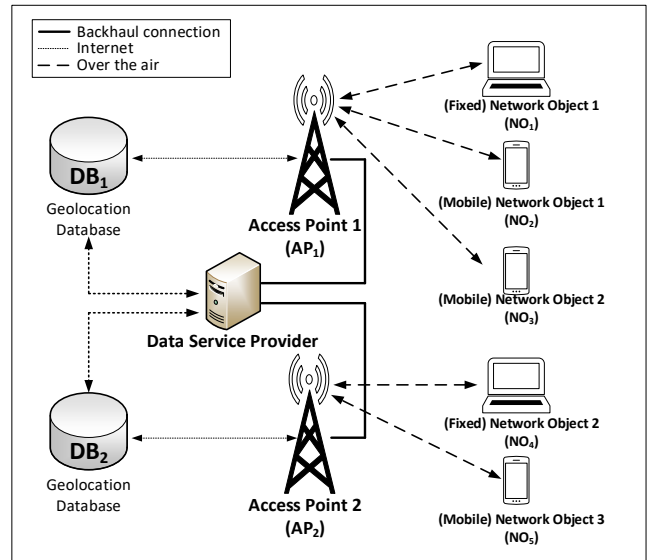 Backhaul connection
Internet
Over the air
(Fixed) Network Object 1
(NO₁)
DB₁
Geolocation
Database
Access Point 1
(AP₁)
(Mobile) Network Object 1
(NO₂)
(Mobile) Network Object 2
(NO₃)
Data Service Provider
(Fixed) Network Object 2
(NO₄)
DB₂
Geolocation
Database
Access Point 2
(AP₂)
(Mobile) Network Object 3
(NO₅)